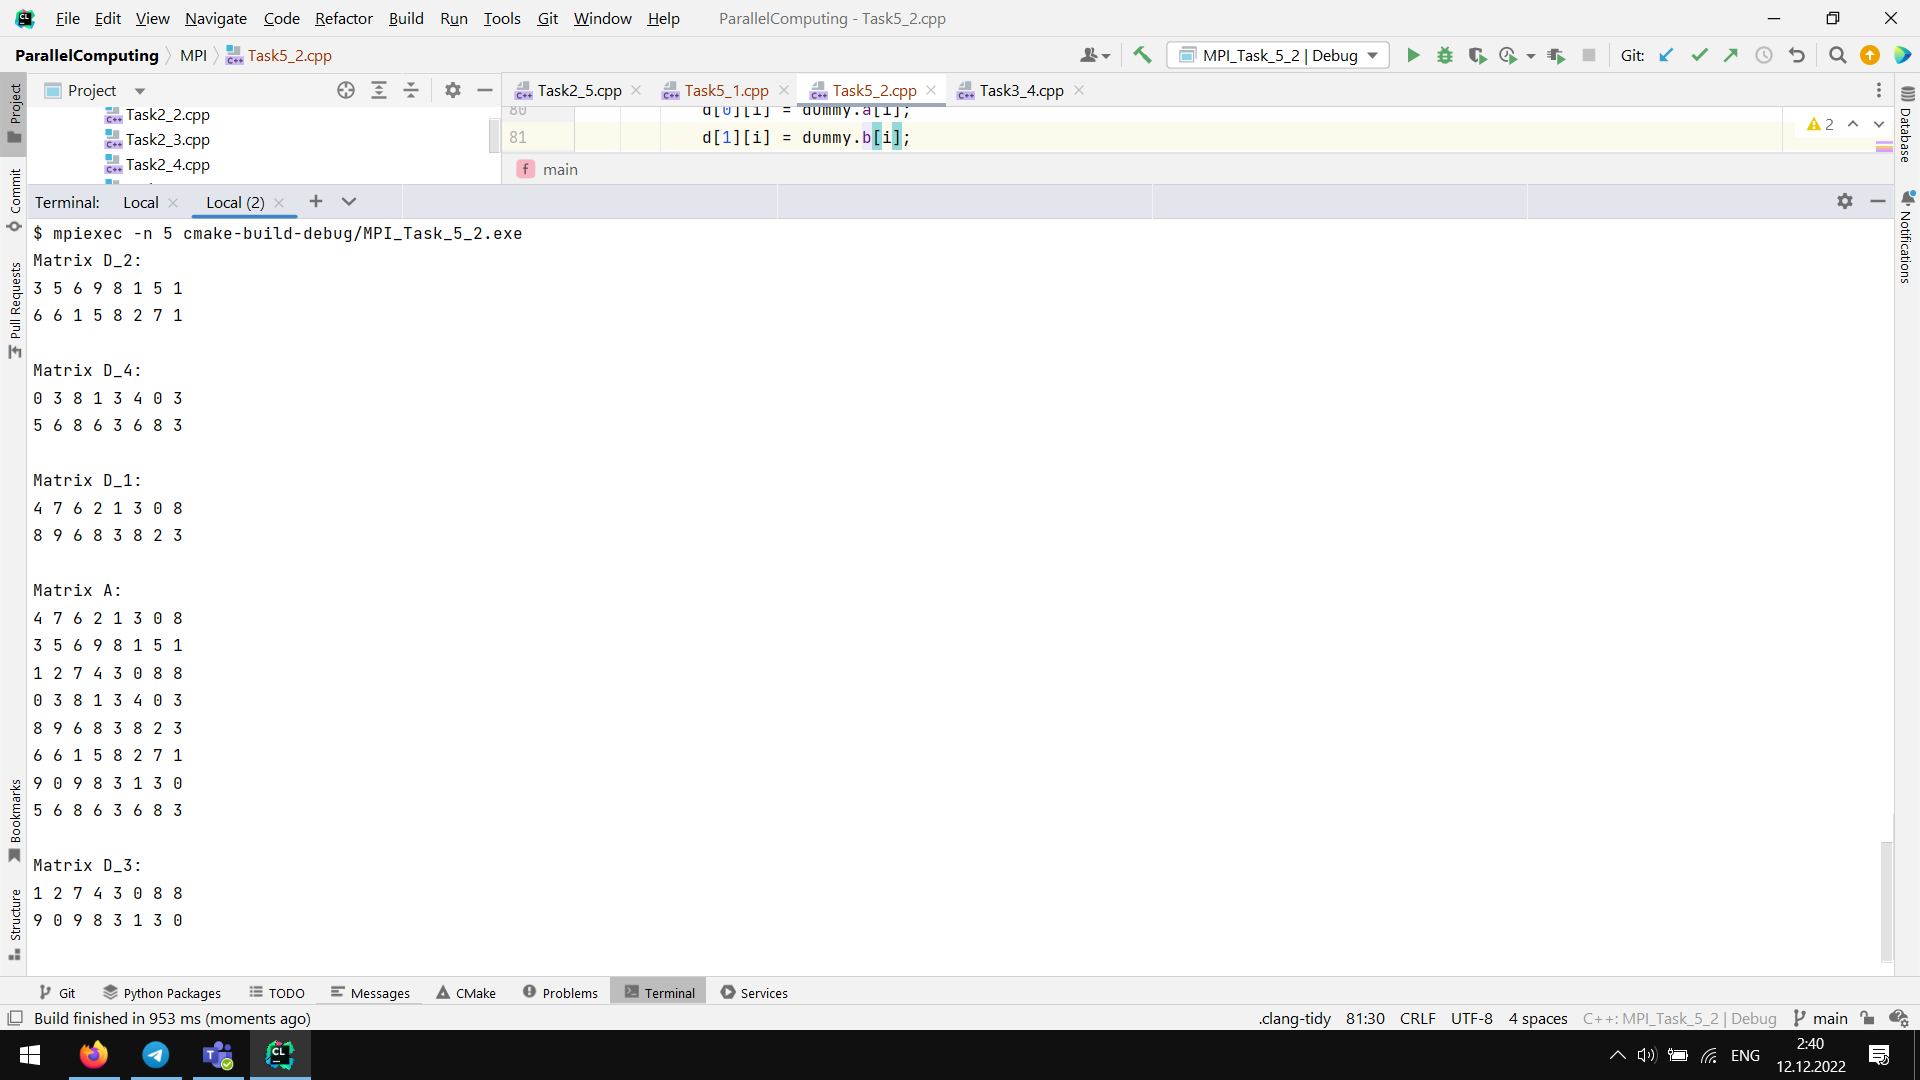 File Edit View Navigate Code Refactor Build Run Tools Git Window Help ParallelComputing - Task5_2.cpp
ParallelComputing MPI Task5_2.cpp MPI_Task_5_2 | Debug Git:
Project Task2_5.cpp Task5_1.cpp Task5_2.cpp Task3_4.cpp
Task2_2.cpp
Task2_3.cpp
Task2_4.cpp
80 d[0][i] = dummy.a[i];
81 d[1][i] = dummy.b[i];
2
main
Project
Commit
Pull Requests
Bookmarks
Structure
Database
Notifications
Terminal: Local Local (2)
$ mpiexec -n 5 cmake-build-debug/MPI_Task_5_2.exe
Matrix D_2:
3 5 6 9 8 1 5 1
6 6 1 5 8 2 7 1
Matrix D_4:
0 3 8 1 3 4 0 3
5 6 8 6 3 6 8 3
Matrix D_1:
4 7 6 2 1 3 0 8
8 9 6 8 3 8 2 3
Matrix A:
4 7 6 2 1 3 0 8
3 5 6 9 8 1 5 1
1 2 7 4 3 0 8 8
0 3 8 1 3 4 0 3
8 9 6 8 3 8 2 3
6 6 1 5 8 2 7 1
9 0 9 8 3 1 3 0
5 6 8 6 3 6 8 3
Matrix D_3:
1 2 7 4 3 0 8 8
9 0 9 8 3 1 3 0
Git Python Packages TODO Messages CMake Problems Terminal Services
Build finished in 953 ms (moments ago) .clang-tidy 81:30 CRLF UTF-8 4 spaces C++: MPI_Task_5_2 | Debug main
ENG
2:40
12.12.2022